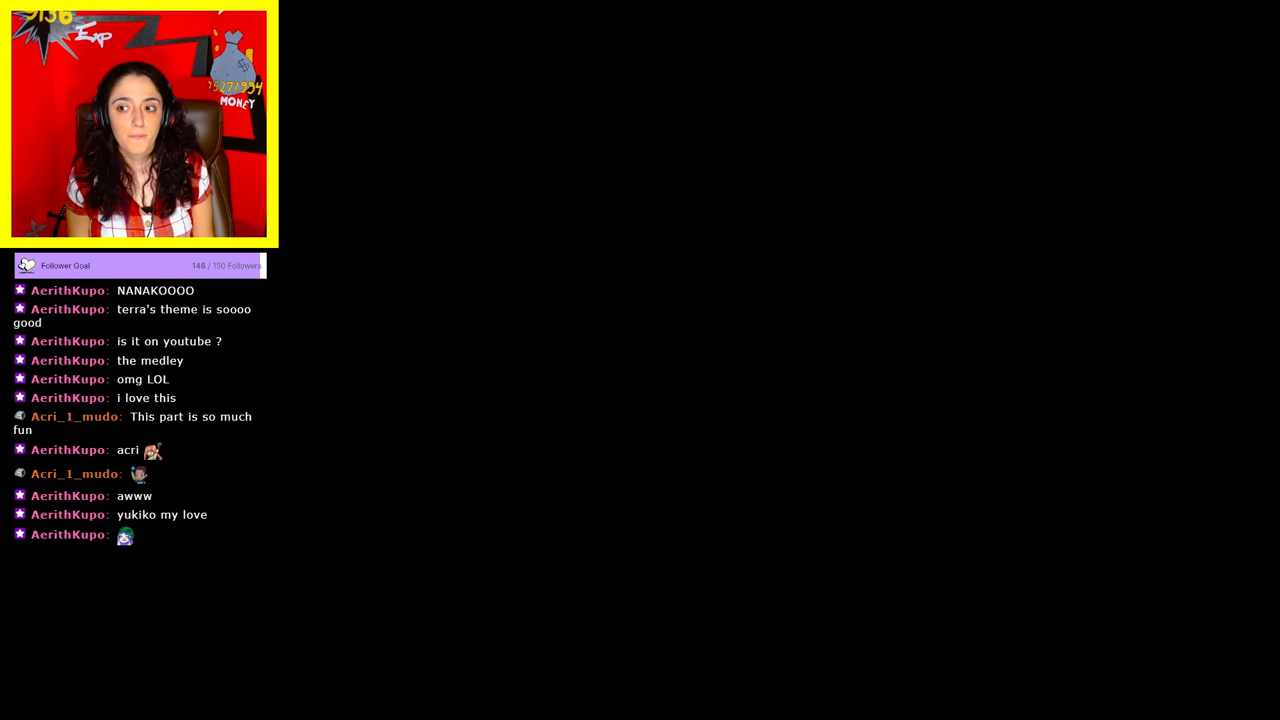 9136
Exp
MONEY
Follower Goal 146 / 150 Followers
AerithKupo: NANAKOOOO
AerithKupo: terra's theme is soooo
good
AerithKupo: is it on youtube ?
AerithKupo: the medley
AerithKupo: omg LOL
AerithKupo: i love this
Acri_1_mudo: This part is so much
fun
AerithKupo: acri
Acri_1_mudo:
AerithKupo: awww
AerithKupo: yukiko my love
AerithKupo: